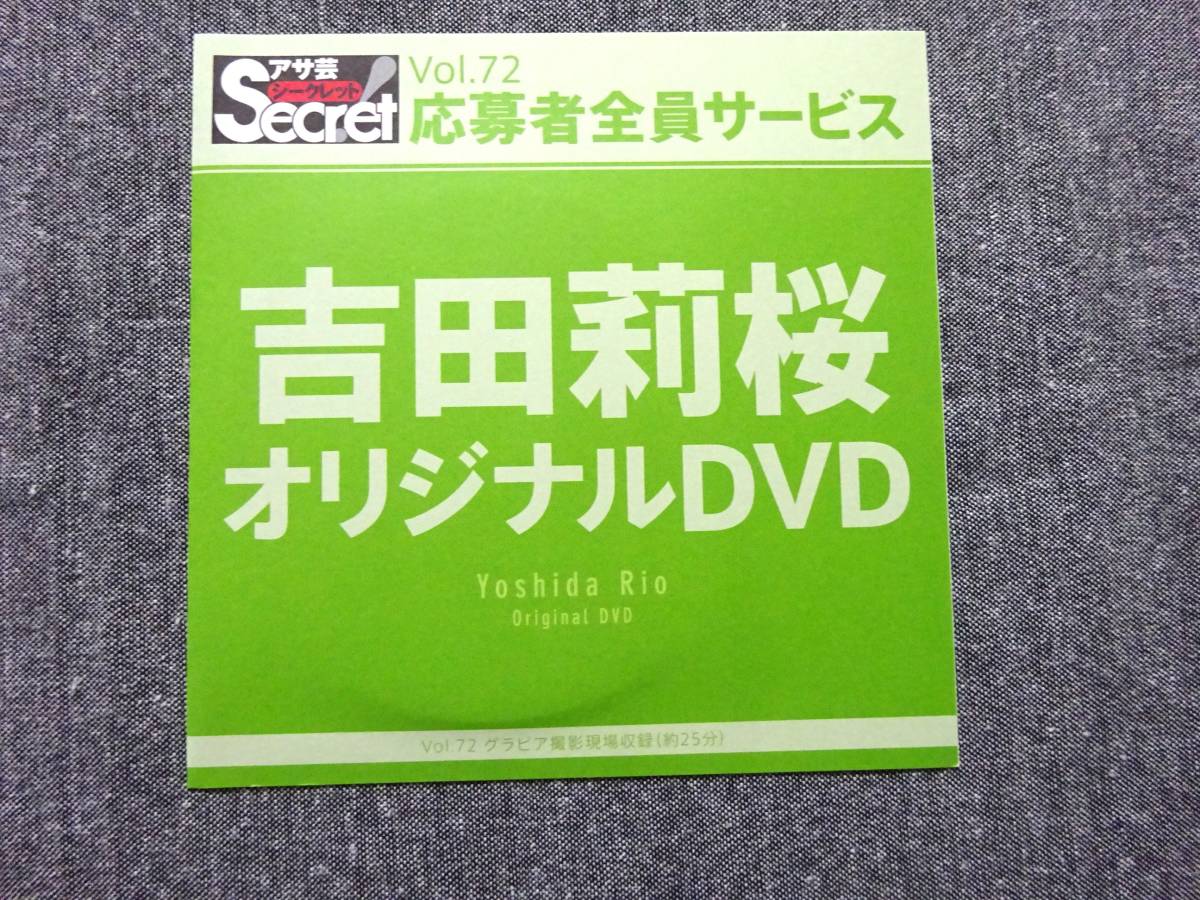 アサ芸
シークレット
Secret!
Vol.72
応募者全員サービス
吉田莉桜
オリジナルDVD
Yoshida Rio
Original DVD
Vol.72 グラビア撮影現場収録(約25分)